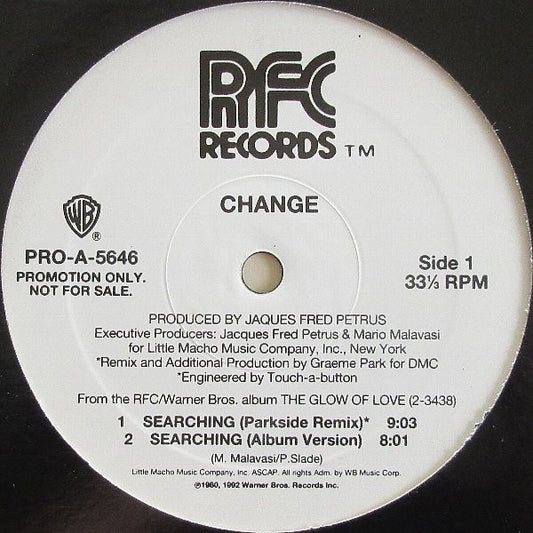 RFC
RECORDS TM
CHANGE
WB
®
PRO-A-5646
PROMOTION ONLY.
NOT FOR SALE.
Side 1
33⅓ RPM
PRODUCED BY JAQUES FRED PETRUS
Executive Producers: Jacques Fred Petrus & Mario Malavasi
for Little Macho Music Company, Inc., New York
*Remix and Additional Production by Graeme Park for DMC
*Engineered by Touch-a-button
From the RFC/Warner Bros. album THE GLOW OF LOVE (2-3438)
1 SEARCHING (Parkside Remix)* 9:03
2 SEARCHING (Album Version) 8:01
(M. Malavasi/P.Slade)
Little Macho Music Company, Inc. ASCAP. All rights Adm. by WB Music Corp.
℗1980, 1992 Warner Bros. Records Inc.